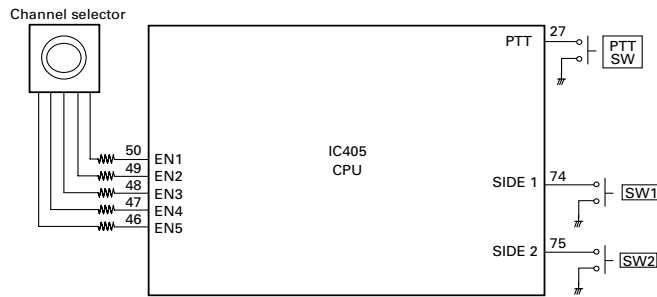 Channel selector
27
PTT
PTT
SW
50
EN1
49
EN2
48
EN3
47
EN4
46
EN5
IC405
CPU
SIDE 1
74
SW1
SIDE 2
75
SW2